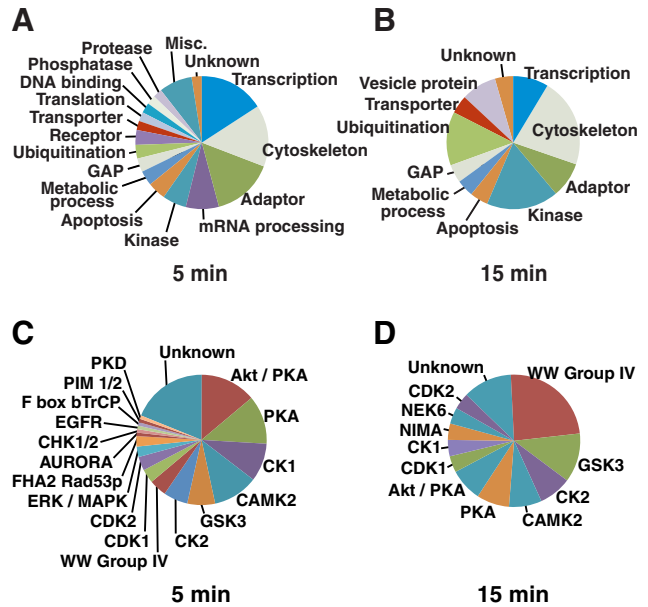 A
Protease
Misc.
Phosphatase
Unknown
DNA binding
Transcription
Translation
Transporter
Receptor
Ubiquitination
Cytoskeleton
GAP
Metabolic
process
Adaptor
Apoptosis
mRNA processing
Kinase
5 min
B
Unknown
Transcription
Vesicle protein
Transporter
Ubiquitination
Cytoskeleton
GAP
Adaptor
Metabolic
process
Kinase
Apoptosis
15 min
C
Unknown
PKD
Akt / PKA
PIM 1/2
F box bTrCP
PKA
EGFR
CHK1/2
AURORA
CK1
FHA2 Rad53p
ERK / MAPK
CAMK2
CDK2
GSK3
CDK1
CK2
WW Group IV
5 min
D
Unknown
WW Group IV
CDK2
NEK6
NIMA
CK1
CDK1
GSK3
Akt / PKA
CK2
PKA
CAMK2
15 min